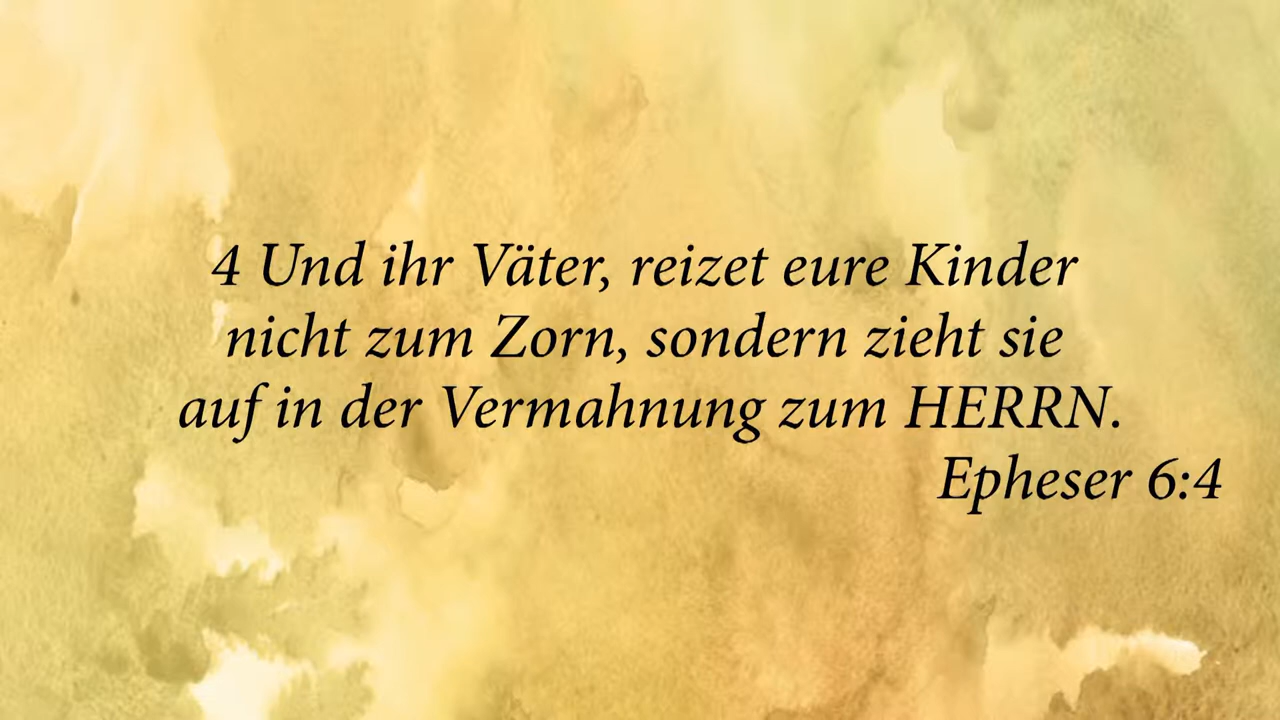 4 Und ihr Väter, reizet eure Kinder
nicht zum Zorn, sondern zieht sie
auf in der Vermahnung zum HERRN.
Epheser 6:4